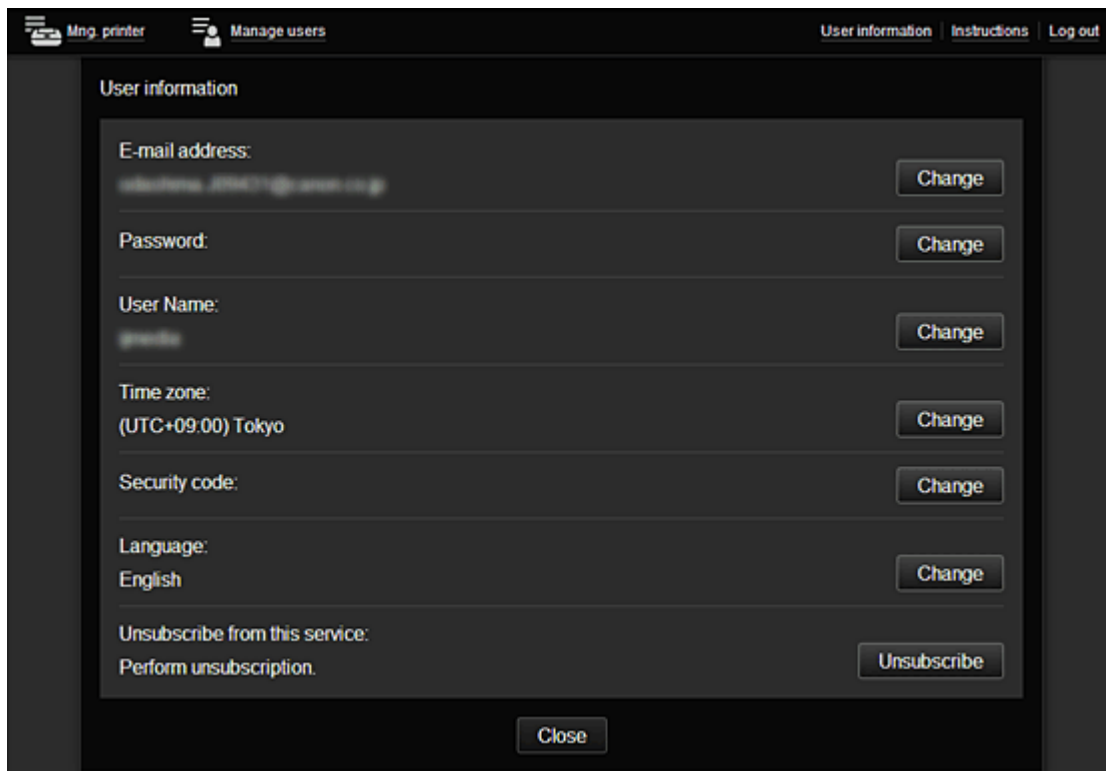 Mng. printer Manage users User information Instructions Log out
User information
E-mail address:
Change
Password:
Change
User Name:
Change
Time zone:
(UTC+09:00) Tokyo
Change
Security code:
Change
Language:
English
Change
Unsubscribe from this service:
Perform unsubscription.
Unsubscribe
Close